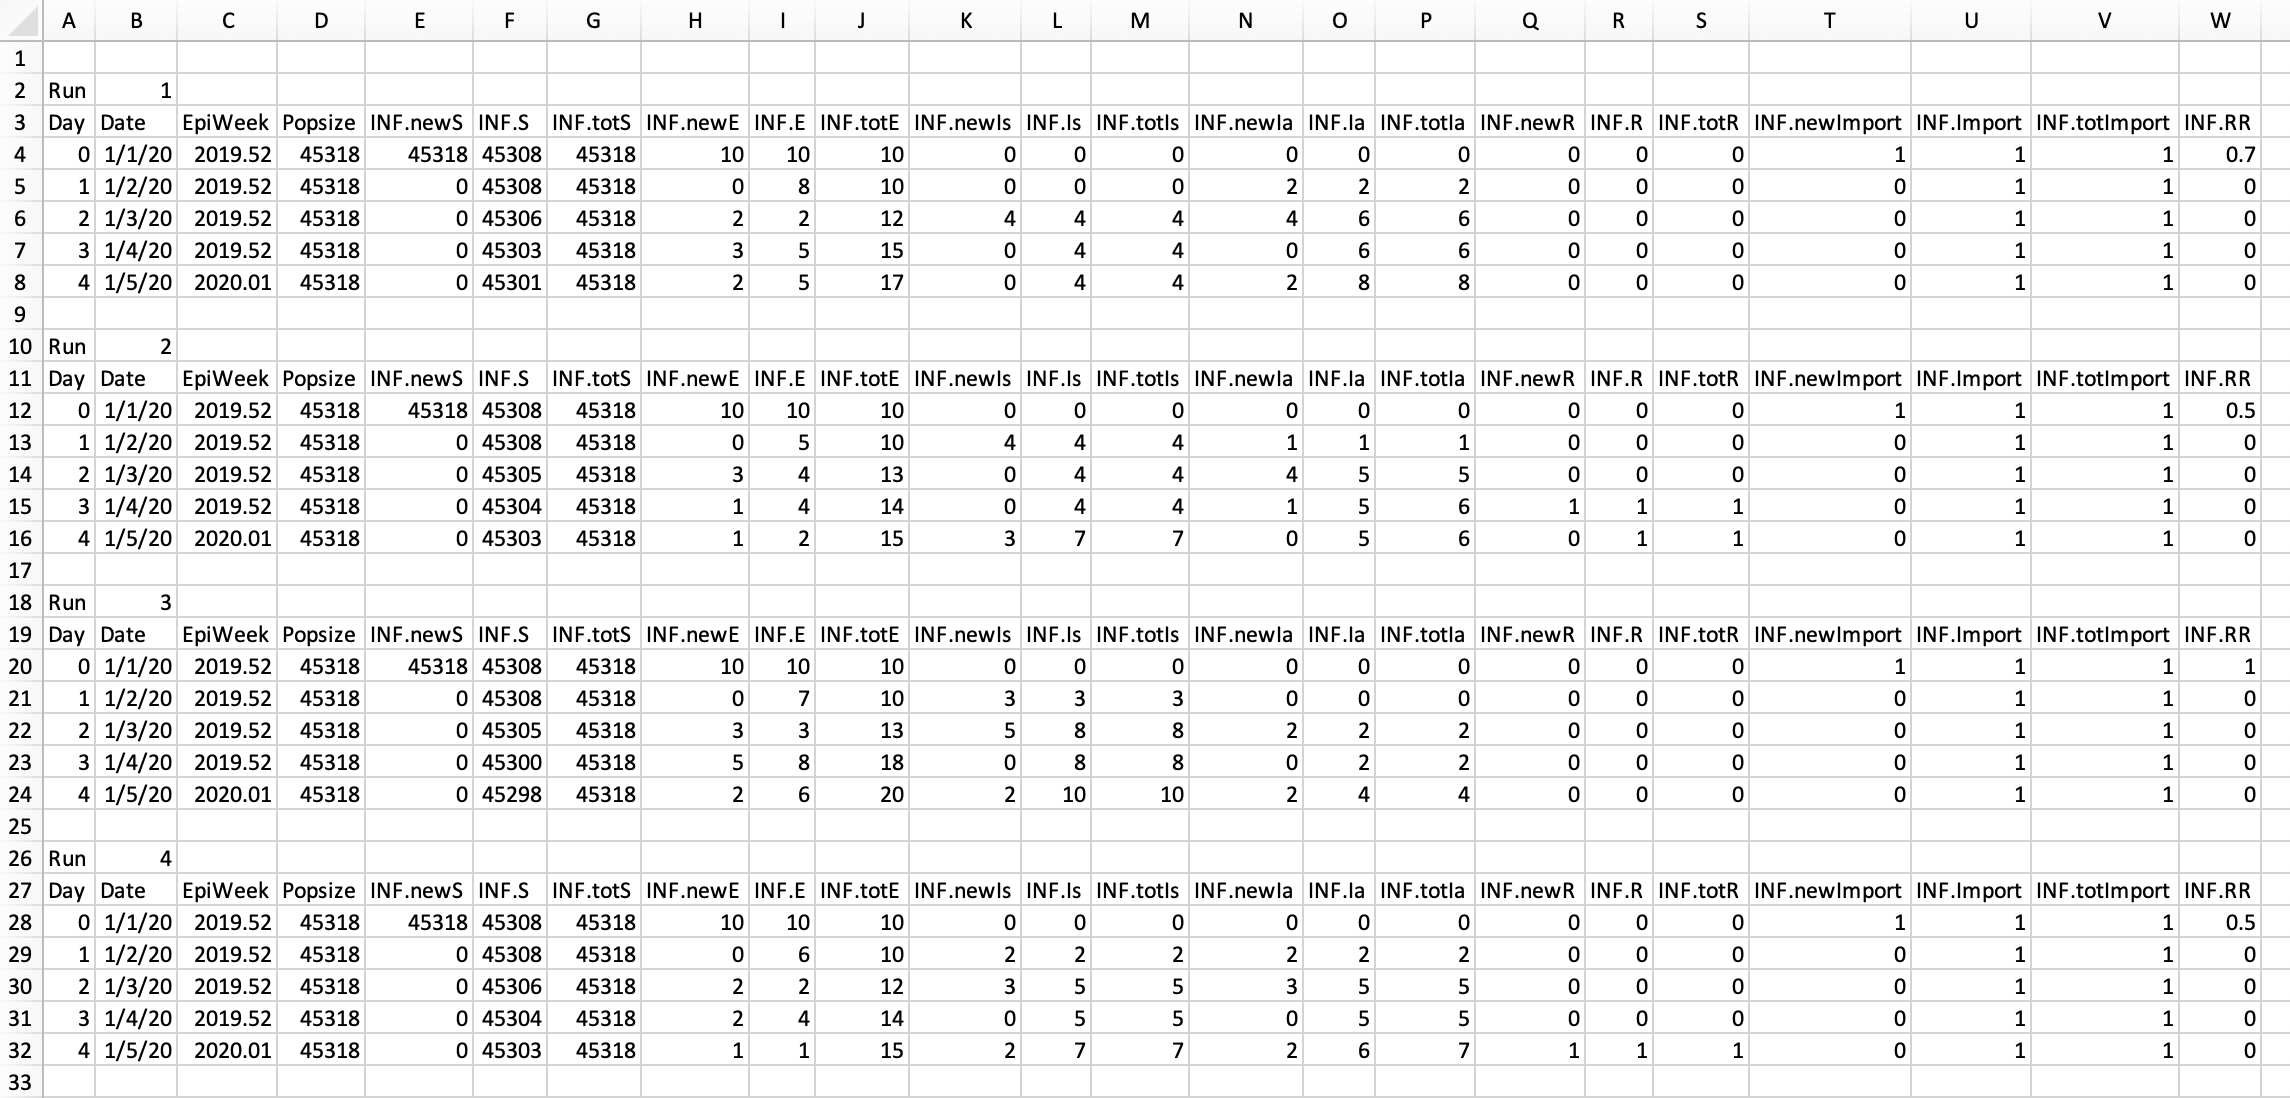 A B C D E F G H I J K L M N O P Q R S T U V W
1
2 Run 1
3 Day Date EpiWeek Popsize INF.newS INF.S INF.totS INF.newE INF.E INF.totE INF.newIs INF.Is INF.totIs INF.newIa INF.Ia INF.totIa INF.newR INF.R INF.totR INF.newImport INF.Import INF.totImport INF.RR
4 0 1/1/20 2019.52 45318 45318 45308 45318 10 10 10 0 0 0 0 0 0 0 0 0 1 1 1 0.7
5 1 1/2/20 2019.52 45318 0 45308 45318 0 8 10 0 0 0 2 2 2 0 0 0 0 1 1 0
6 2 1/3/20 2019.52 45318 0 45306 45318 2 2 12 4 4 4 4 6 6 0 0 0 0 1 1 0
7 3 1/4/20 2019.52 45318 0 45303 45318 3 5 15 0 4 4 0 6 6 0 0 0 0 1 1 0
8 4 1/5/20 2020.01 45318 0 45301 45318 2 5 17 0 4 4 2 8 8 0 0 0 0 1 1 0
9
10 Run 2
11 Day Date EpiWeek Popsize INF.newS INF.S INF.totS INF.newE INF.E INF.totE INF.newIs INF.Is INF.totIs INF.newIa INF.Ia INF.totIa INF.newR INF.R INF.totR INF.newImport INF.Import INF.totImport INF.RR
12 0 1/1/20 2019.52 45318 45318 45308 45318 10 10 10 0 0 0 0 0 0 0 0 0 1 1 1 0.5
13 1 1/2/20 2019.52 45318 0 45308 45318 0 5 10 4 4 4 1 1 1 0 0 0 0 1 1 0
14 2 1/3/20 2019.52 45318 0 45305 45318 3 4 13 0 4 4 4 5 5 0 0 0 0 1 1 0
15 3 1/4/20 2019.52 45318 0 45304 45318 1 4 14 0 4 4 1 5 6 1 1 1 0 1 1 0
16 4 1/5/20 2020.01 45318 0 45303 45318 1 2 15 3 7 7 0 5 6 0 1 1 0 1 1 0
17
18 Run 3
19 Day Date EpiWeek Popsize INF.newS INF.S INF.totS INF.newE INF.E INF.totE INF.newIs INF.Is INF.totIs INF.newIa INF.Ia INF.totIa INF.newR INF.R INF.totR INF.newImport INF.Import INF.totImport INF.RR
20 0 1/1/20 2019.52 45318 45318 45308 45318 10 10 10 0 0 0 0 0 0 0 0 0 1 1 1 1
21 1 1/2/20 2019.52 45318 0 45308 45318 0 7 10 3 3 3 0 0 0 0 0 0 0 1 1 0
22 2 1/3/20 2019.52 45318 0 45305 45318 3 3 13 5 8 8 2 2 2 0 0 0 0 1 1 0
23 3 1/4/20 2019.52 45318 0 45300 45318 5 8 18 0 8 8 0 2 2 0 0 0 0 1 1 0
24 4 1/5/20 2020.01 45318 0 45298 45318 2 6 20 2 10 10 2 4 4 0 0 0 0 1 1 0
25
26 Run 4
27 Day Date EpiWeek Popsize INF.newS INF.S INF.totS INF.newE INF.E INF.totE INF.newIs INF.Is INF.totIs INF.newIa INF.Ia INF.totIa INF.newR INF.R INF.totR INF.newImport INF.Import INF.totImport INF.RR
28 0 1/1/20 2019.52 45318 45318 45308 45318 10 10 10 0 0 0 0 0 0 0 0 0 1 1 1 0.5
29 1 1/2/20 2019.52 45318 0 45308 45318 0 6 10 2 2 2 2 2 2 0 0 0 0 1 1 0
30 2 1/3/20 2019.52 45318 0 45306 45318 2 2 12 3 5 5 3 5 5 0 0 0 0 1 1 0
31 3 1/4/20 2019.52 45318 0 45304 45318 2 4 14 0 5 5 0 5 5 0 0 0 0 1 1 0
32 4 1/5/20 2020.01 45318 0 45303 45318 1 1 15 2 7 7 2 6 7 1 1 1 0 1 1 0
33